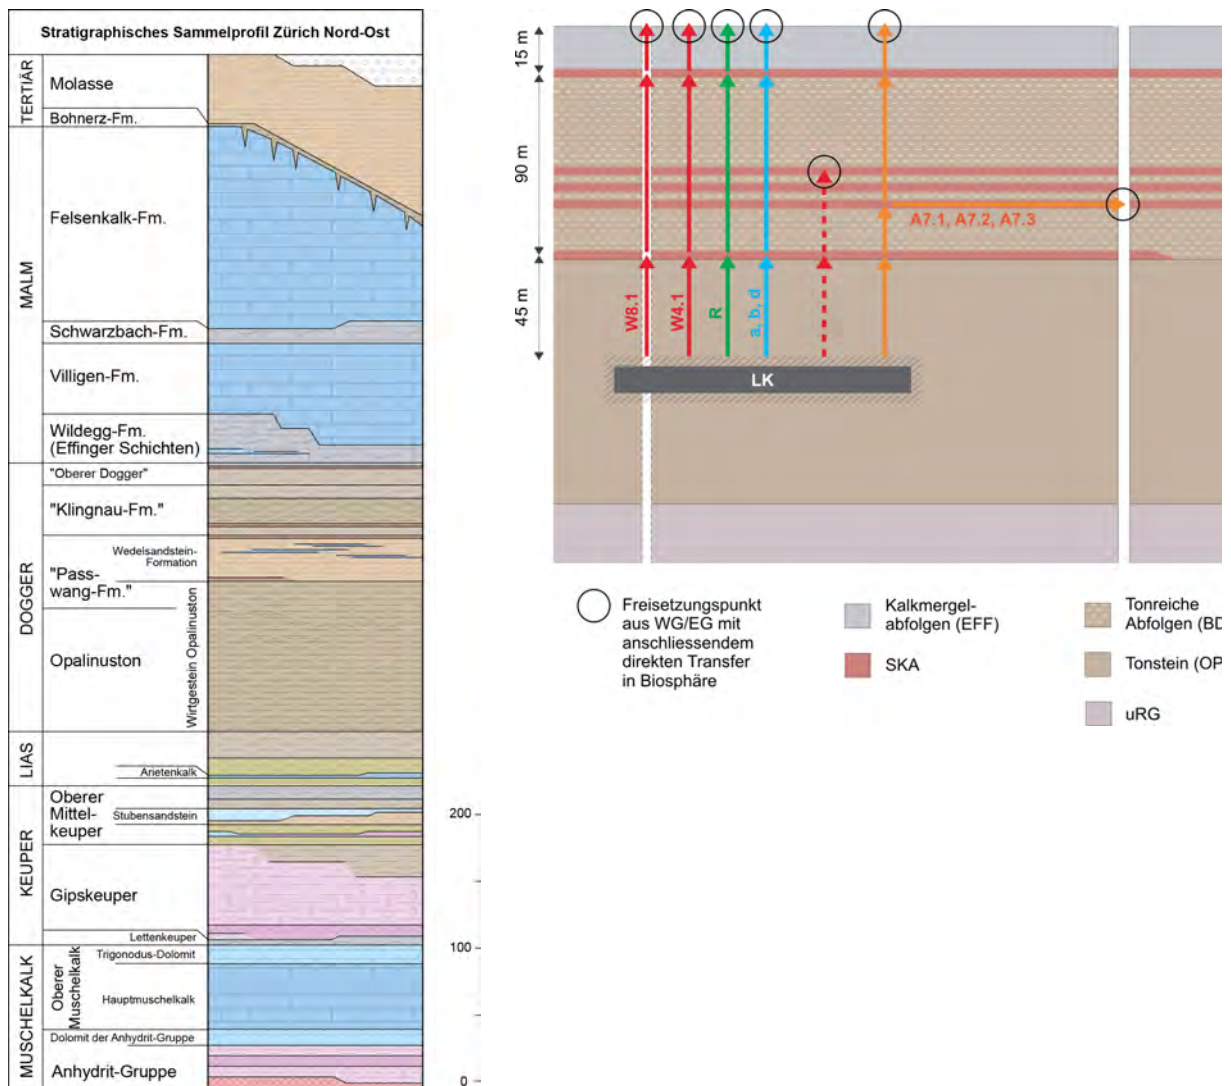 Stratigraphisches Sammelprofil Zürich Nord-Ost
TERTIÄR
Molasse
Bohnerz-Fm.
MALM
Felsenkalk-Fm.
Schwarzbach-Fm.
Villigen-Fm.
Wildegg-Fm.
(Effinger Schichten)
DOGGER
"Oberer Dogger"
"Klingnau-Fm."
Wedelsandstein-
Formation
"Pass-
wang-Fm."
Opalinuston
Wirtgestein Opalinuston
LIAS
Arietenkalk
KEUPER
Oberer
Mittel-
keuper
Stubensandstein
Gipskeuper
Lettenkeuper
MUSCHELKALK
Oberer
Muschelkalk
Trigonodus-Dolomit
Hauptmuschelkalk
Dolomit der Anhydrit-Gruppe
Anhydrit-Gruppe
200
100
0
15 m
90 m
45 m
W8.1
W4.1
R
a, b, d
A7.1, A7.2, A7.3
LK
Freisetzungspunkt
aus WG/EG mit
anschliessendem
direkten Transfer
in Biosphäre
Kalkmergel-
abfolgen (EFF)
SKA
Tonreiche
Abfolgen (BD
Tonstein (OP
uRG